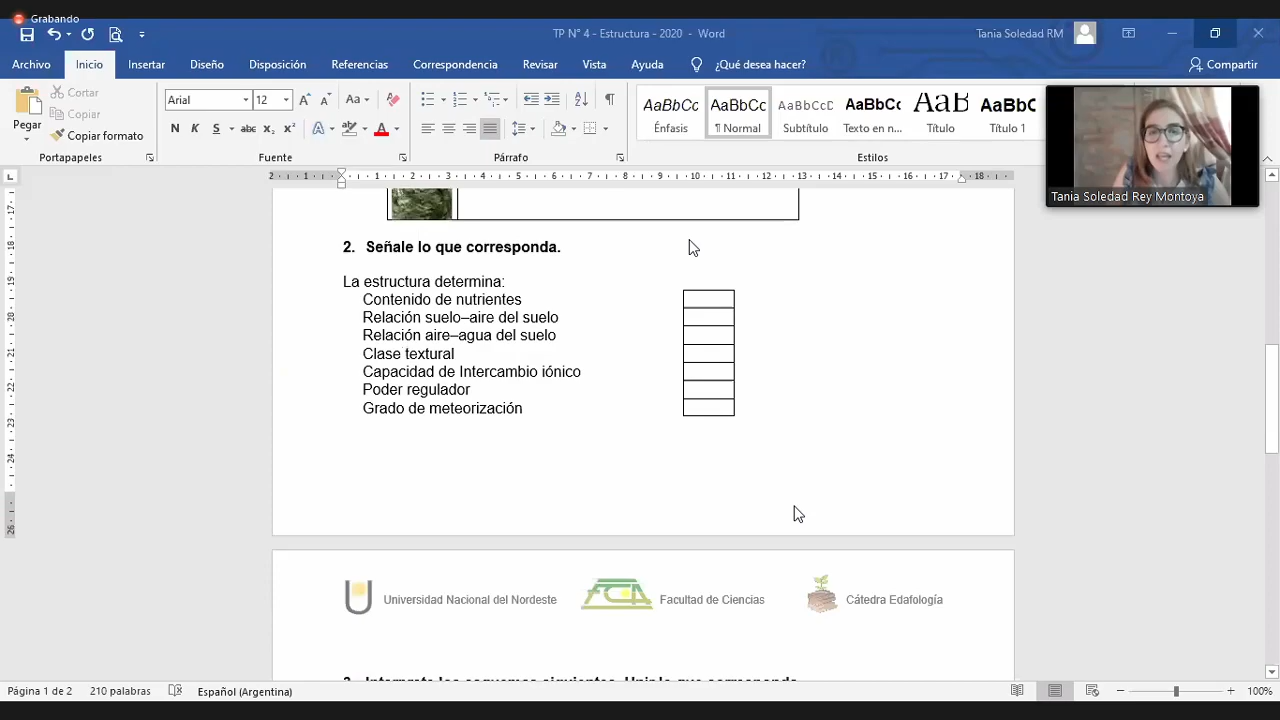 Grabando
TP N° 4 - Estructura - 2020 - Word
Tania Soledad RM
Archivo Inicio Insertar Diseño Disposición Referencias Correspondencia Revisar Vista Ayuda ¿Qué desea hacer? Compartir
Pegar
Cortar
Copiar
Copiar formato
Portapapeles
Arial 12
N K S abc x₂ x²
Fuente
Párrafo
AaBbCc AaBbCc AaBbCcD AaBbCc AaB AaBbC
Énfasis ¶ Normal Subtítulo Texto en n... Título Título 1
Estilos
Tania Soledad Rey Montoya
2. Señale lo que corresponda.
La estructura determina:
Contenido de nutrientes
Relación suelo–aire del suelo
Relación aire–agua del suelo
Clase textural
Capacidad de Intercambio iónico
Poder regulador
Grado de meteorización
Universidad Nacional del Nordeste
FCA Facultad de Ciencias
Cátedra Edafología
Página 1 de 2 210 palabras Español (Argentina) 100%